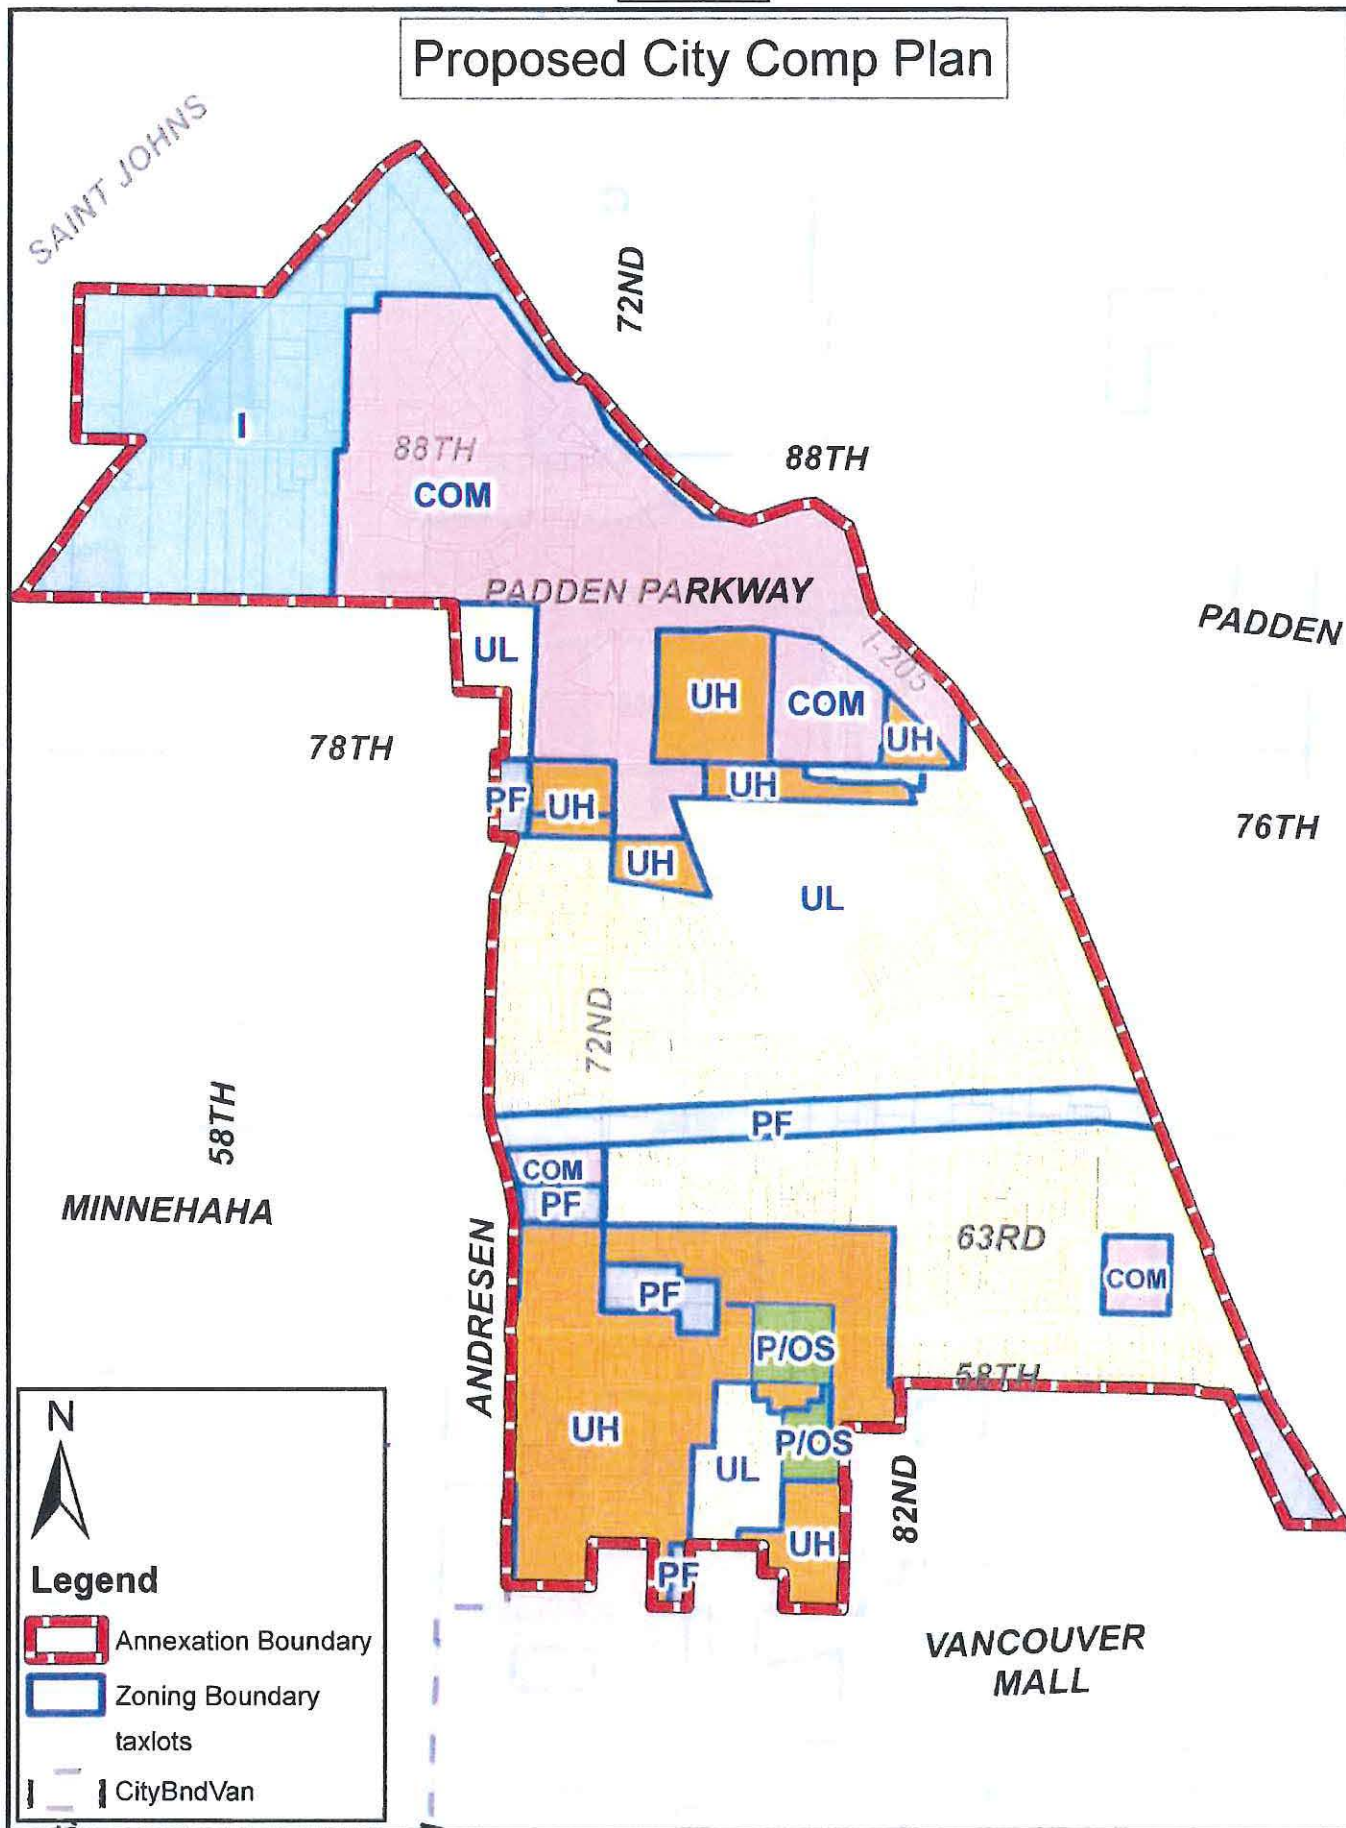 Proposed City Comp Plan
SAINT JOHNS
72ND
I
88TH
COM
88TH
PADDEN PARKWAY
PADDEN
UL
I-205
UH
COM
UH
78TH
PF
UH
UH
76TH
UH
UL
72ND
58TH
PF
COM
PF
MINNEHAHA
63RD
COM
ANDRESEN
PF
P/OS
58TH
UH
P/OS
UL
82ND
UH
PF
VANCOUVER
MALL
N
Legend
Annexation Boundary
Zoning Boundary
taxlots
CityBndVan